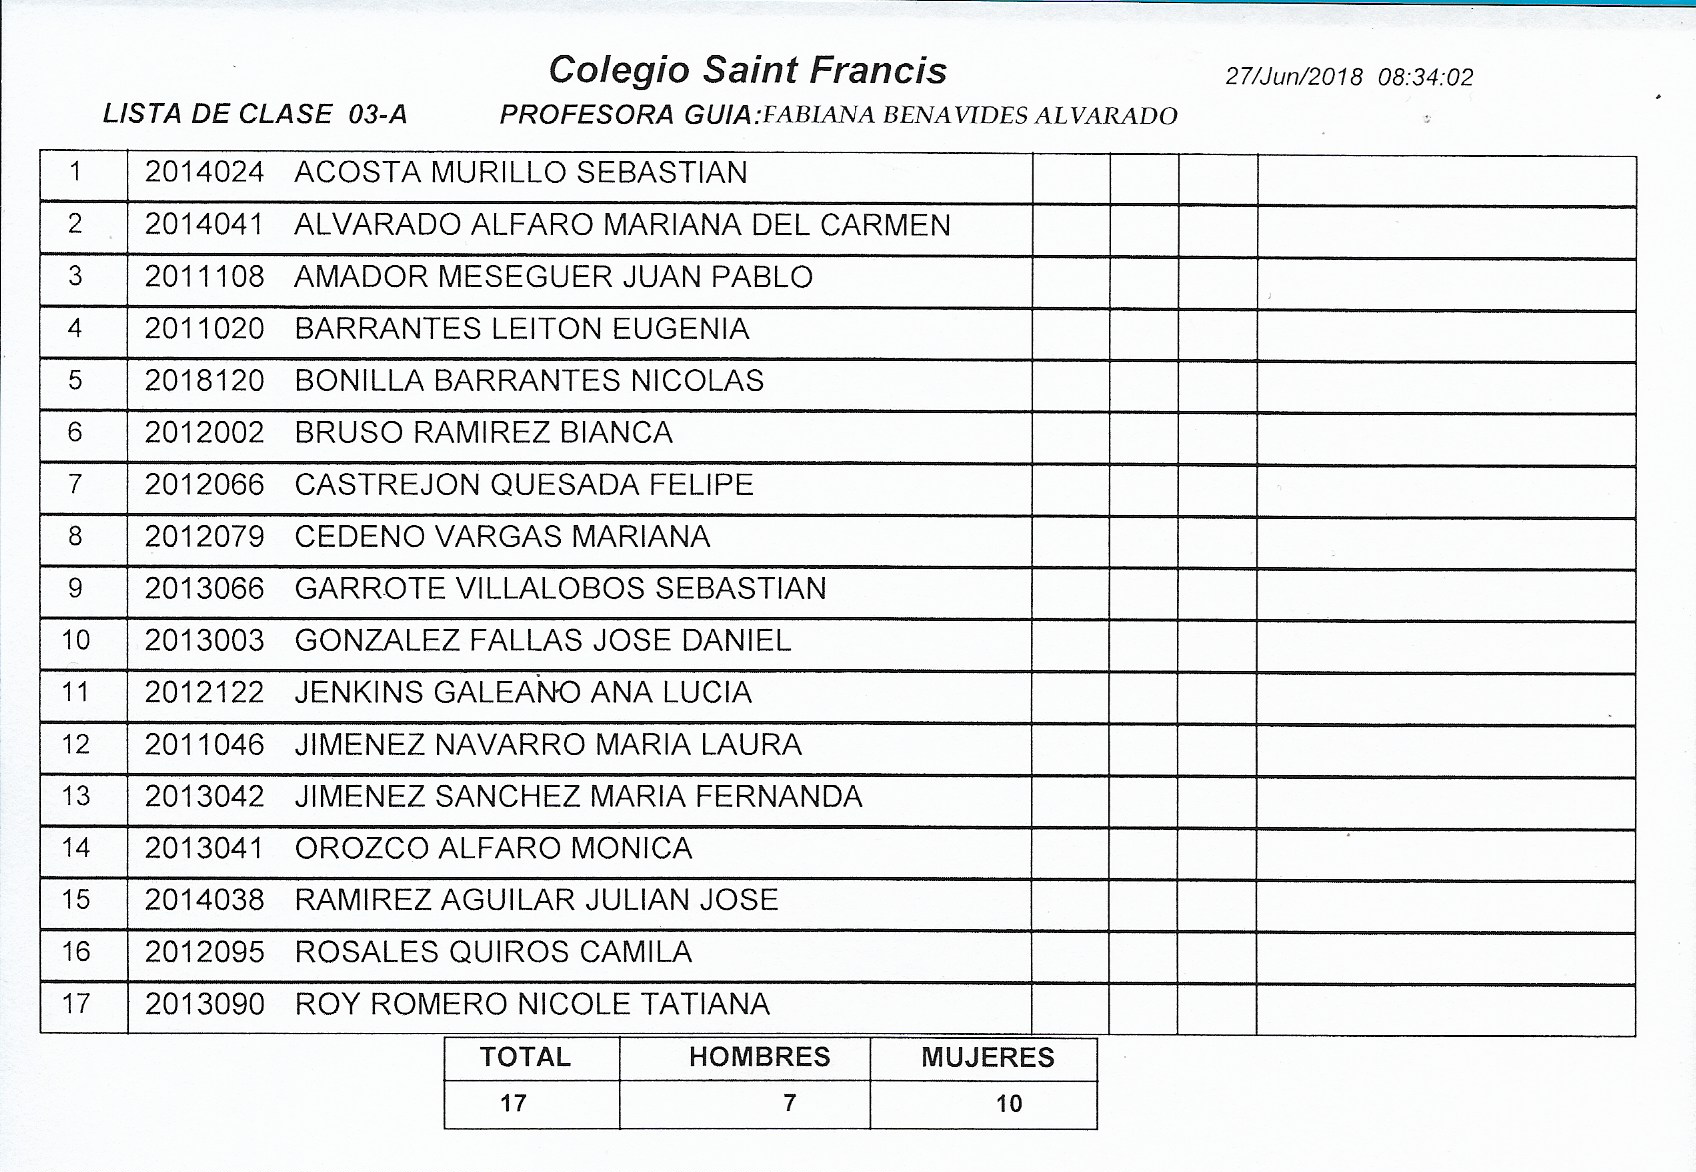 Colegio Saint Francis
27/Jun/2018 08:34:02
LISTA DE CLASE 03-A PROFESORA GUIA:FABIANA BENAVIDES ALVARADO
1 2014024 ACOSTA MURILLO SEBASTIAN
2 2014041 ALVARADO ALFARO MARIANA DEL CARMEN
3 2011108 AMADOR MESEGUER JUAN PABLO
4 2011020 BARRANTES LEITON EUGENIA
5 2018120 BONILLA BARRANTES NICOLAS
6 2012002 BRUSO RAMIREZ BIANCA
7 2012066 CASTREJON QUESADA FELIPE
8 2012079 CEDENO VARGAS MARIANA
9 2013066 GARROTE VILLALOBOS SEBASTIAN
10 2013003 GONZALEZ FALLAS JOSE DANIEL
11 2012122 JENKINS GALEANO ANA LUCIA
12 2011046 JIMENEZ NAVARRO MARIA LAURA
13 2013042 JIMENEZ SANCHEZ MARIA FERNANDA
14 2013041 OROZCO ALFARO MONICA
15 2014038 RAMIREZ AGUILAR JULIAN JOSE
16 2012095 ROSALES QUIROS CAMILA
17 2013090 ROY ROMERO NICOLE TATIANA
TOTAL HOMBRES MUJERES
17 7 10